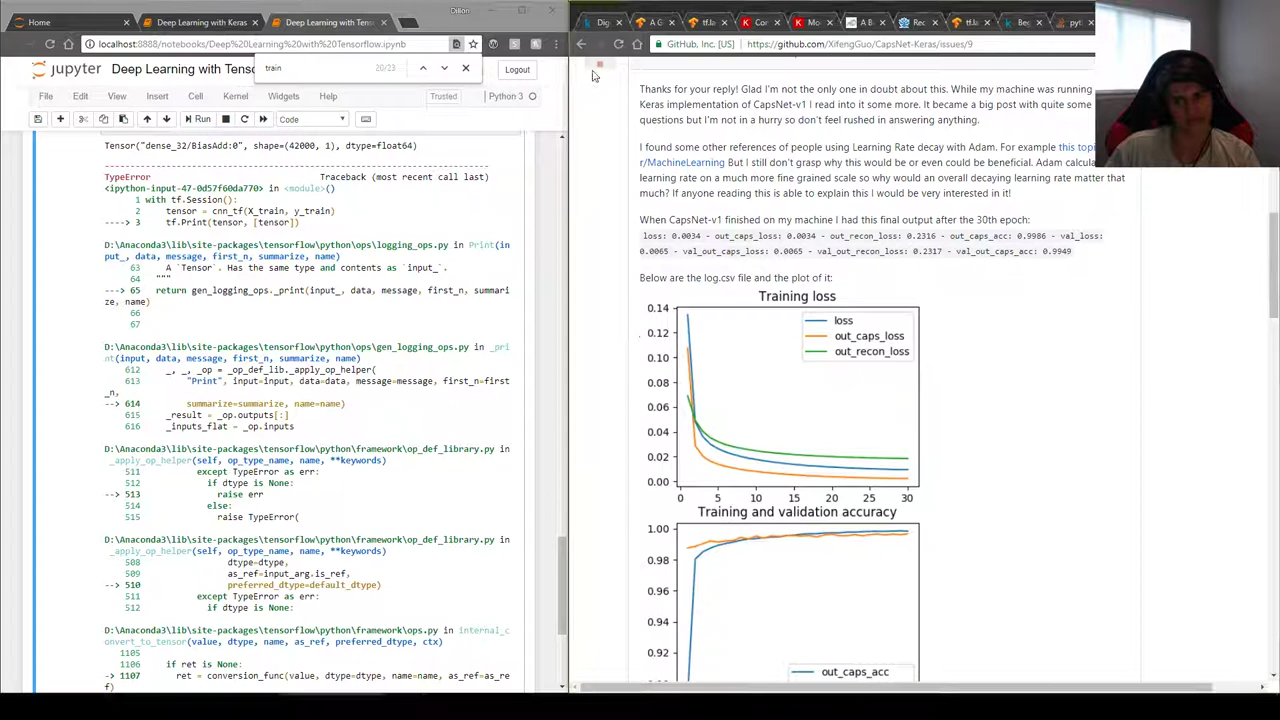 Home
Deep Learning with Keras
Deep Learning with Tens
Dillon
localhost:8888/notebooks/Deep%20Learning%20with%20Tensorflow.ipynb
jupyter
Deep Learning with Tens
train
20/23
Logout
File Edit View Insert Cell Kernel Widgets Help
Trusted
Python 3
Run
Code
Tensor("dense_32/BiasAdd:0", shape=(42000, 1), dtype=float64)
---------------------------------------------------------------------------
TypeError Traceback (most recent call last)
<ipython-input-47-0d57f60da770> in <module>()
1 with tf.Session():
2 tensor = cnn_tf(X_train, y_train)
----> 3 tf.Print(tensor, [tensor])
D:\Anaconda3\lib\site-packages\tensorflow\python\ops\logging_ops.py in Print(in
put_, data, message, first_n, summarize, name)
63 A `Tensor`. Has the same type and contents as `input_`.
64 """
---> 65 return gen_logging_ops._print(input_, data, message, first_n, summari
ze, name)
66
67
D:\Anaconda3\lib\site-packages\tensorflow\python\ops\gen_logging_ops.py in _pri
nt(input, data, message, first_n, summarize, name)
612 _, _, _op = _op_def_lib._apply_op_helper(
613 "Print", input=input, data=data, message=message, first_n=first
_n,
--> 614 summarize=summarize, name=name)
615 _result = _op.outputs[:]
616 _inputs_flat = _op.inputs
D:\Anaconda3\lib\site-packages\tensorflow\python\framework\op_def_library.py in
_apply_op_helper(self, op_type_name, name, **keywords)
511 except TypeError as err:
512 if dtype is None:
--> 513 raise err
514 else:
515 raise TypeError(
D:\Anaconda3\lib\site-packages\tensorflow\python\framework\op_def_library.py in
_apply_op_helper(self, op_type_name, name, **keywords)
508 dtype=dtype,
509 as_ref=input_arg.is_ref,
--> 510 preferred_dtype=default_dtype)
511 except TypeError as err:
512 if dtype is None:
D:\Anaconda3\lib\site-packages\tensorflow\python\framework\ops.py in internal_c
onvert_to_tensor(value, dtype, name, as_ref, preferred_dtype, ctx)
1105
1106 if ret is None:
-> 1107 ret = conversion_func(value, dtype=dtype, name=name, as_ref=as_re
f)
Dig
A G
tf.la
Con
Mo
A B
Rec
tf.la
Bec
pyt
GitHub, Inc. [US]
https://github.com/XifengGuo/CapsNet-Keras/issues/9
Thanks for your reply! Glad I'm not the only one in doubt about this. While my machine was running
Keras implementation of CapsNet-v1 I read into it some more. It became a big post with quite some
questions but I'm not in a hurry so don't feel rushed in answering anything.
I found some other references of people using Learning Rate decay with Adam. For example this topi
r/MachineLearning But I still don't grasp why this would be or even could be beneficial. Adam calcula
learning rate on a much more fine grained scale so why would an overall decaying learning rate matter that
much? If anyone reading this is able to explain this I would be very interested in it!
When CapsNet-v1 finished on my machine I had this final output after the 30th epoch:
loss: 0.0034 - out_caps_loss: 0.0034 - out_recon_loss: 0.2316 - out_caps_acc: 0.9986 - val_loss:
0.0065 - val_out_caps_loss: 0.0065 - val_out_recon_loss: 0.2317 - val_out_caps_acc: 0.9949
Below are the log.csv file and the plot of it:
Training loss
0.14
0.12
0.10
0.08
0.06
0.04
0.02
0.00
loss
out_caps_loss
out_recon_loss
0 5 10 15 20 25 30
Training and validation accuracy
1.00
0.98
0.96
0.94
0.92
out_caps_acc